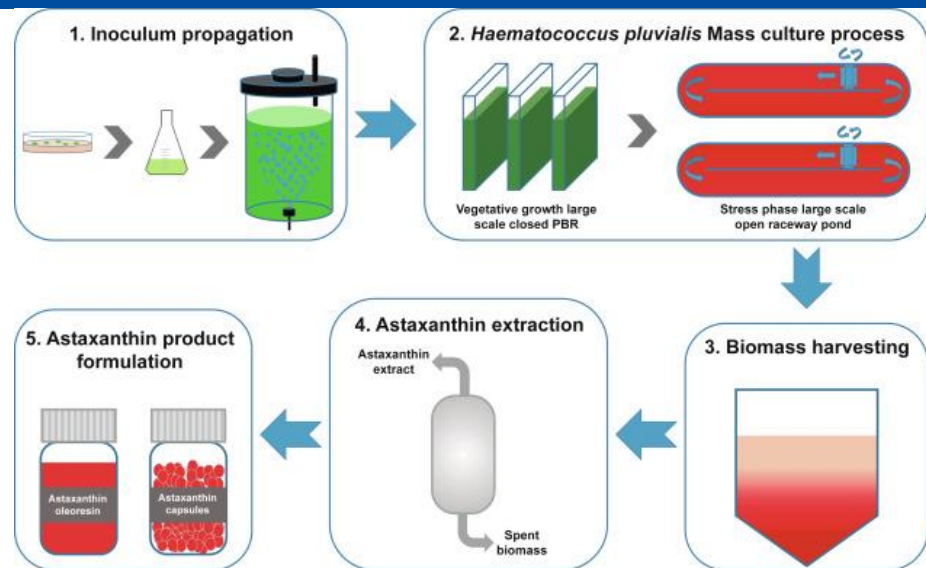 1. Inoculum propagation
2. Haematococcus pluvialis Mass culture process
Vegetative growth large
scale closed PBR
Stress phase large scale
open raceway pond
3. Biomass harvesting
4. Astaxanthin extraction
Astaxanthin
extract
Spent
biomass
5. Astaxanthin product
formulation
Astaxanthin
oleoresin
Astaxanthin
capsules